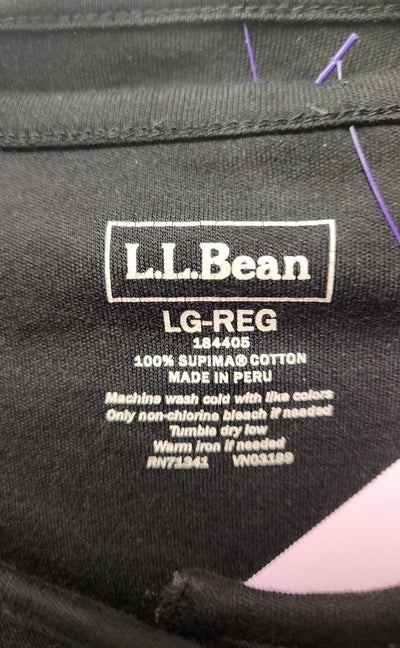 L.L.Bean
LG-REG
184405
100% SUPIMA® COTTON
MADE IN PERU
Machine wash cold with like colors
Only non-chlorine bleach if needed
Tumble dry low
Warm iron if needed
RN71341 VN03189